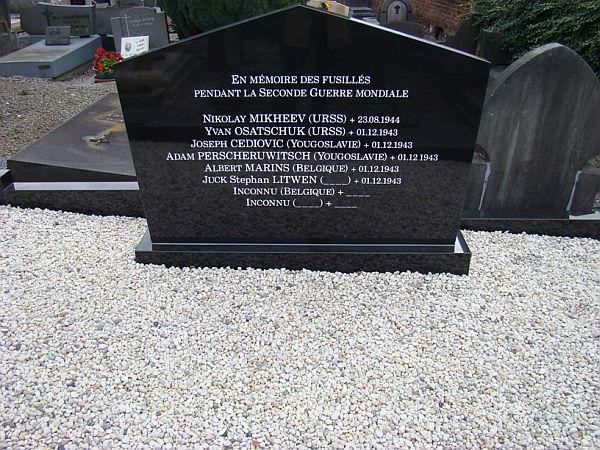 EN MÉMOIRE DES FUSILLÉS
PENDANT LA SECONDE GUERRE MONDIALE
NIKOLAY MIKHEEV (URSS) + 23.08.1944
YVAN OSATSCHUK (URSS) + 01.12.1943
JOSEPH CEDIOVIC (YOUGOSLAVIE) + 01.12.1943
ADAM PERSCHERUWITSCH (YOUGOSLAVIE) + 01.12.1943
ALBERT MARINS (BELGIQUE) + 01.12.1943
JUCK Stephan LITWEN (____) + 01.12.1943
INCONNU (BELGIQUE) + ____
INCONNU (____) + ____